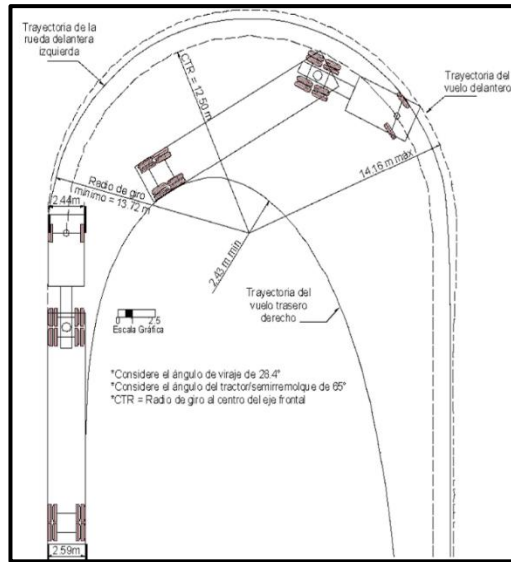 Trayectoria de la
rueda delantera
izquierda
CTR = 12.50 m
Trayectoria del
vuelo delantero
14.16 m máx
Radio de giro
mínimo = 13.72 m
2.44m
2.43 m mín
Trayectoria del
vuelo trasero
derecho
0 2.5
Escala Gráfica
*Considere el ángulo de viraje de 28.4°
*Considere el ángulo del tractor/semirremolque de 65°
*CTR = Radio de giro al centro del eje frontal
2.59m